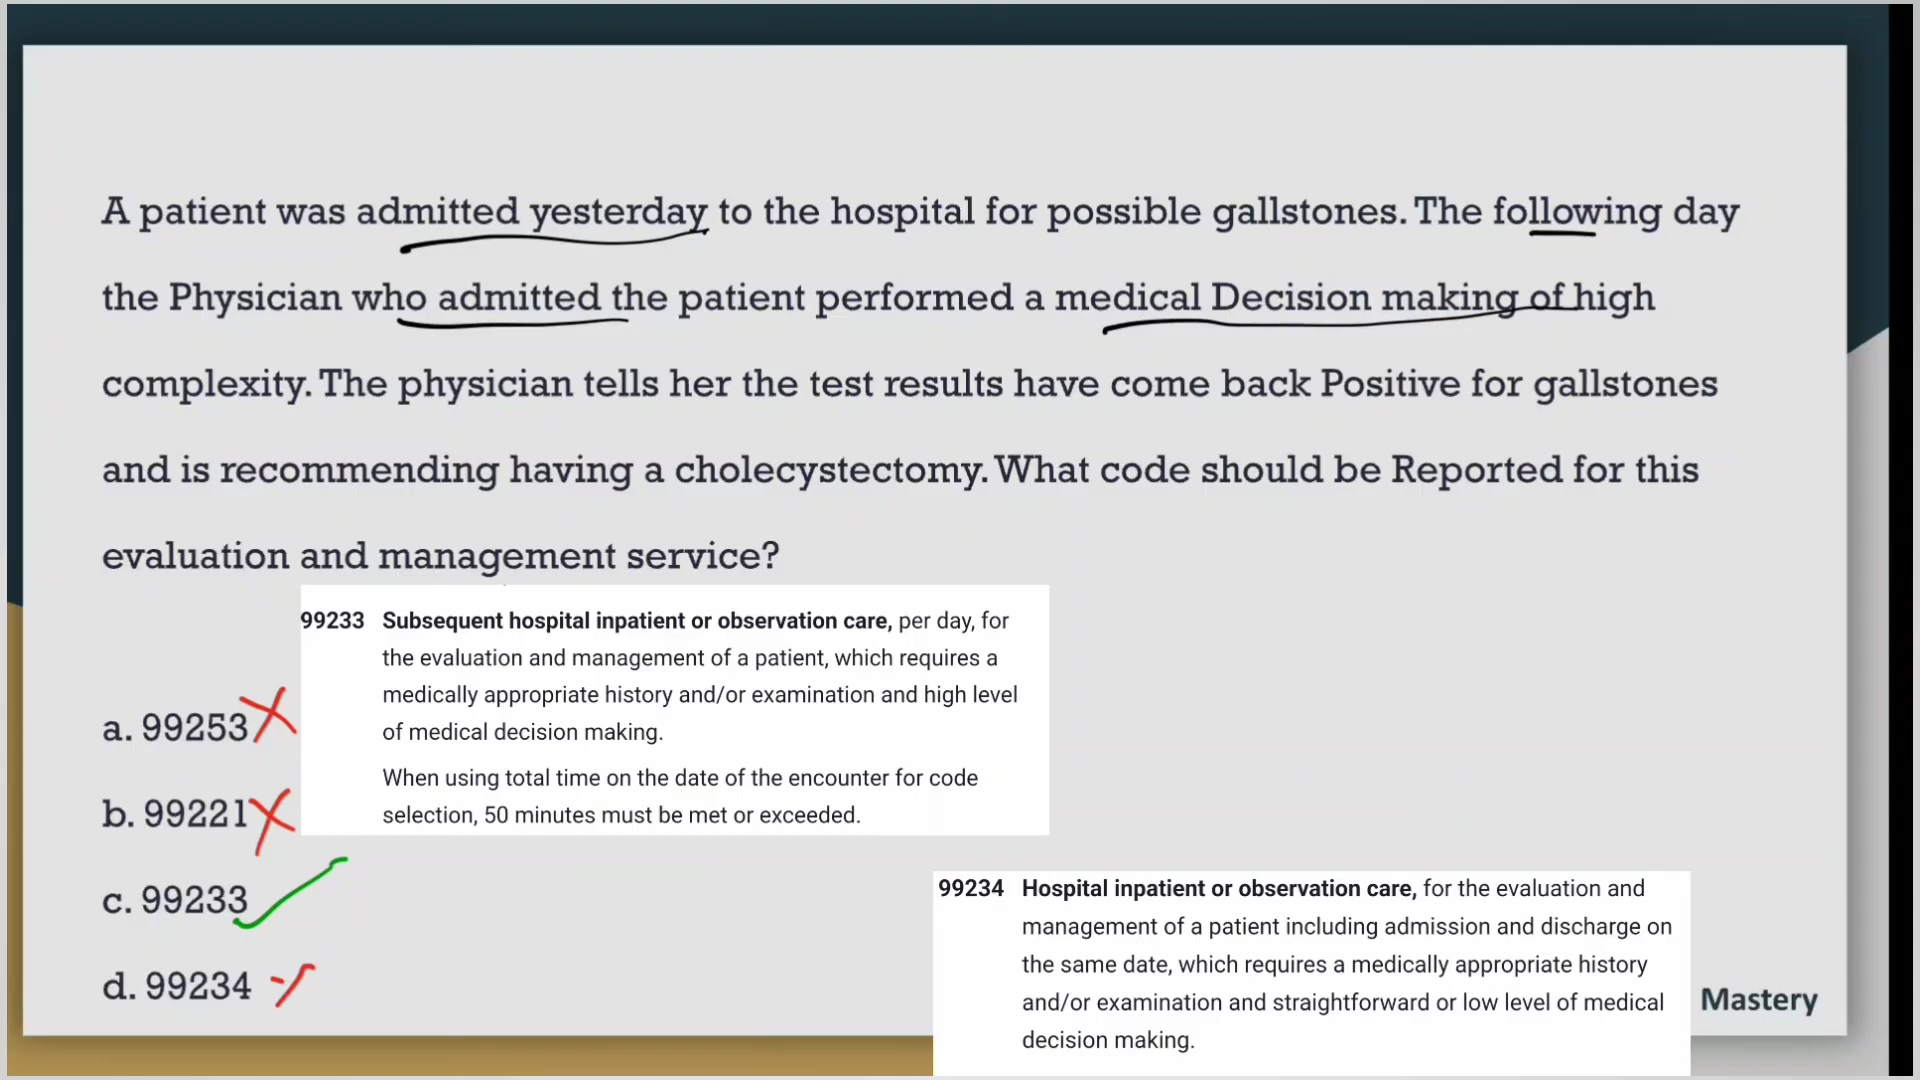 A patient was admitted yesterday to the hospital for possible gallstones. The following day
the Physician who admitted the patient performed a medical Decision making of high
complexity. The physician tells her the test results have come back Positive for gallstones
and is recommending having a cholecystectomy. What code should be Reported for this
evaluation and management service?
99233 Subsequent hospital inpatient or observation care, per day, for
the evaluation and management of a patient, which requires a
medically appropriate history and/or examination and high level
of medical decision making.
When using total time on the date of the encounter for code
selection, 50 minutes must be met or exceeded.
a. 99253
b. 99221
c. 99233
d. 99234
99234 Hospital inpatient or observation care, for the evaluation and
management of a patient including admission and discharge on
the same date, which requires a medically appropriate history
and/or examination and straightforward or low level of medical
decision making.
Mastery